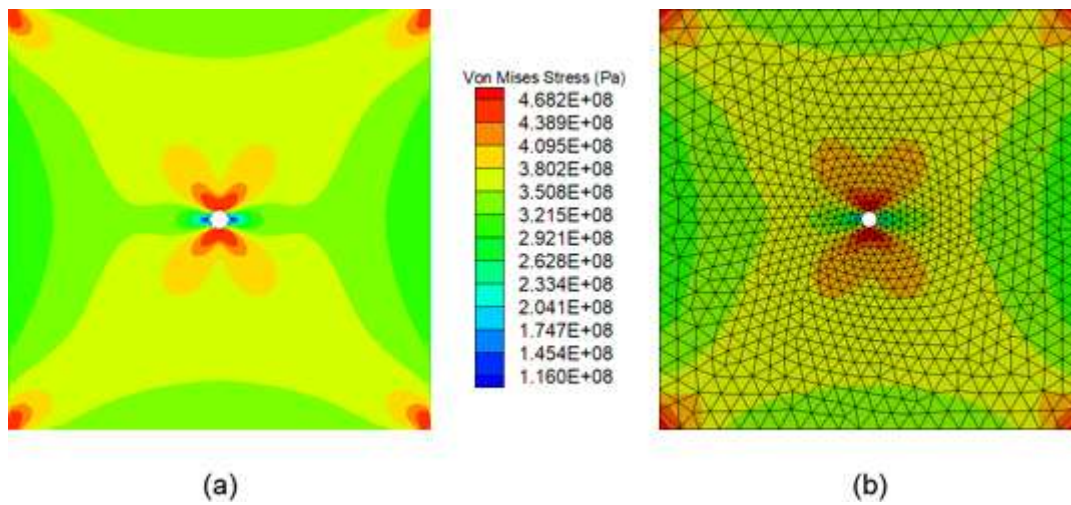 Von Mises Stress (Pa)
4.682E+08
4.389E+08
4.095E+08
3.802E+08
3.508E+08
3.215E+08
2.921E+08
2.628E+08
2.334E+08
2.041E+08
1.747E+08
1.454E+08
1.160E+08
(a)
(b)